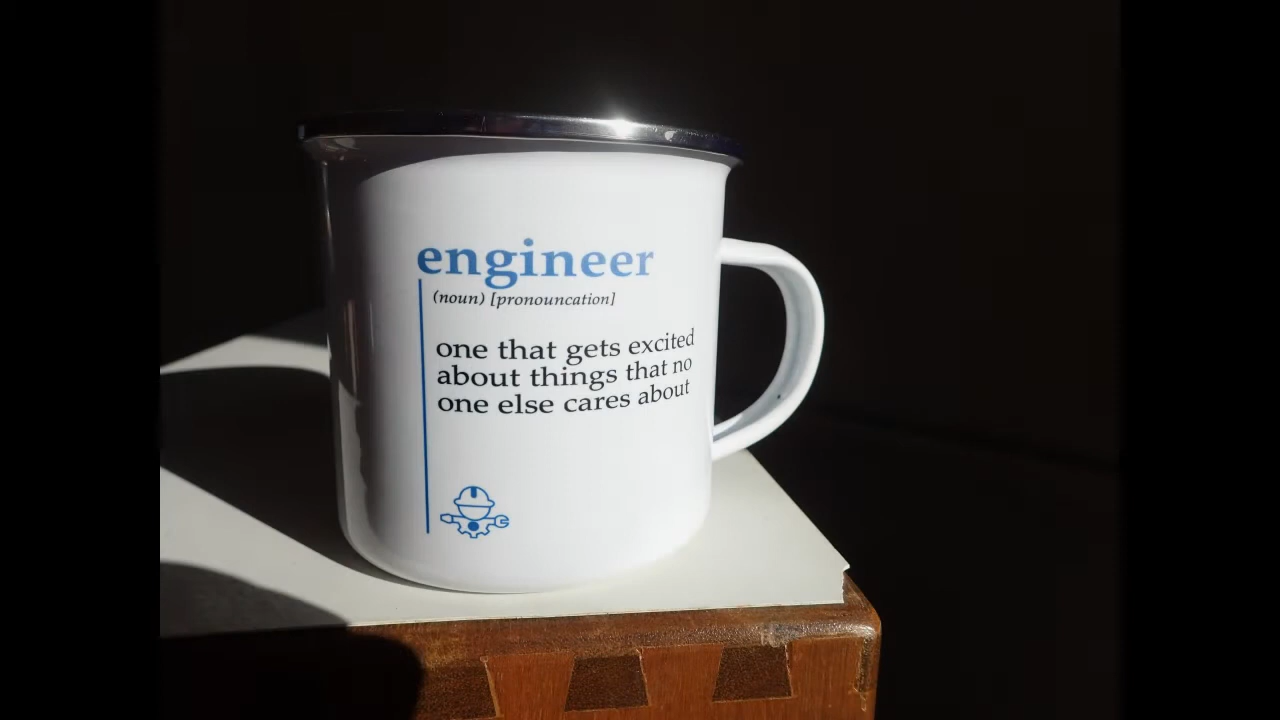 engineer
(noun) [pronouncation]
one that gets excited
about things that no
one else cares about